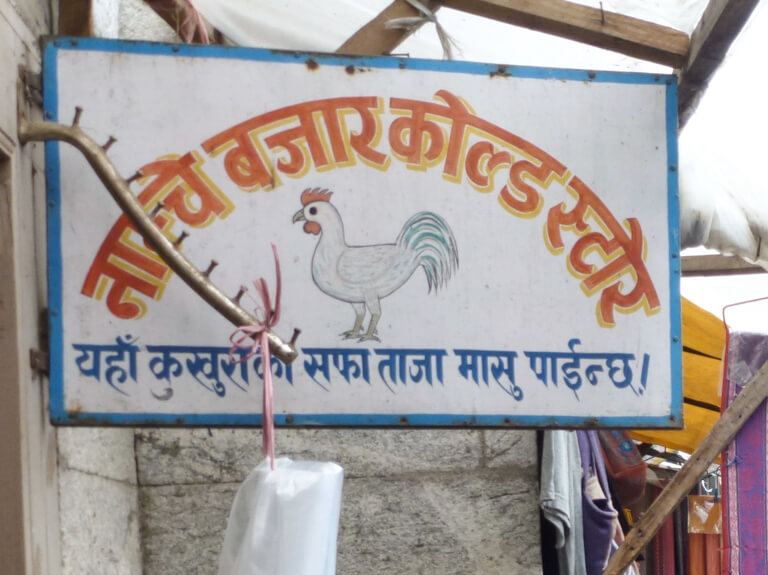 नाम्चे बजार कोल्ड स्टोर
यहाँ कुखुराको सफा ताजा मासु पाईन्छ।